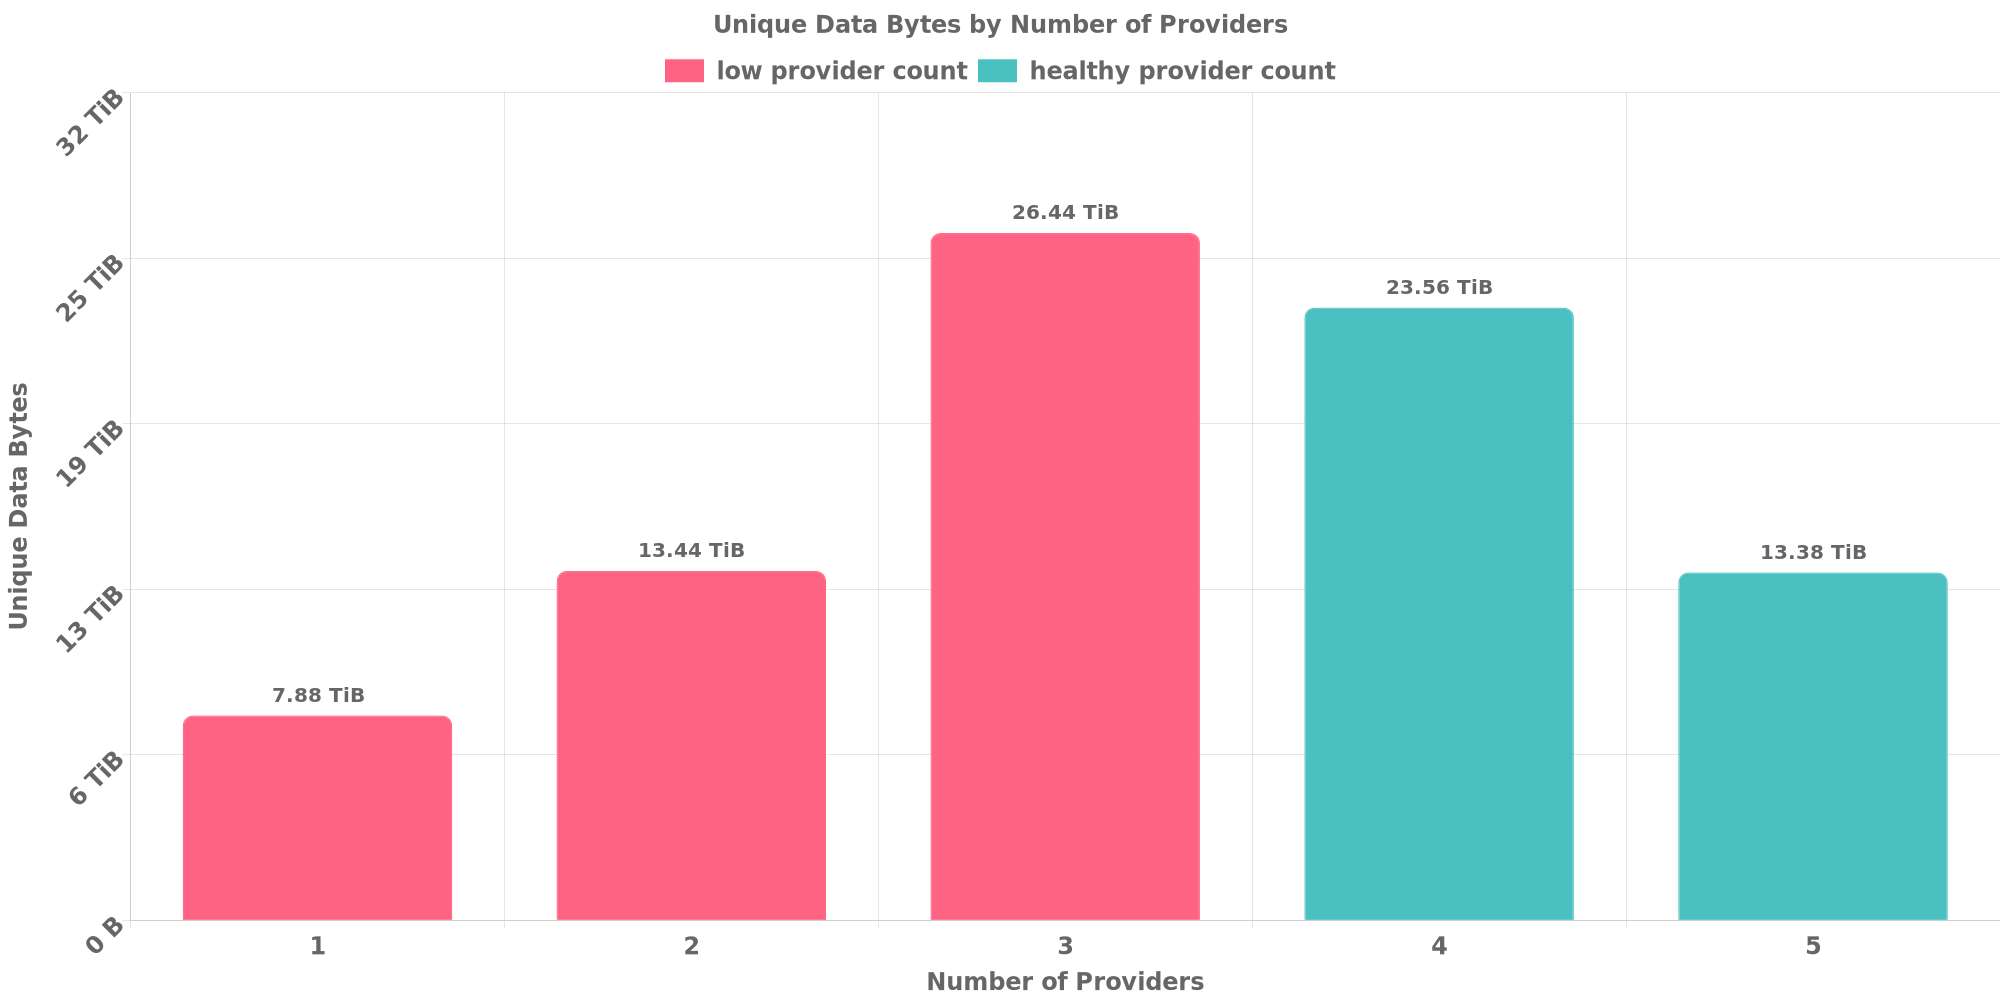 Unique Data Bytes by Number of Providers
low provider count healthy provider count
Unique Data Bytes
32 TiB
25 TiB
19 TiB
13 TiB
6 TiB
0 B
7.88 TiB
13.44 TiB
26.44 TiB
23.56 TiB
13.38 TiB
1 2 3 4 5
Number of Providers